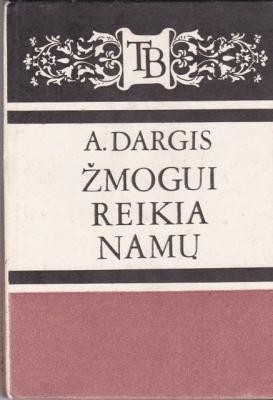 TB
A. DARGIS
ŽMOGUI
REIKIA
NAMŲ